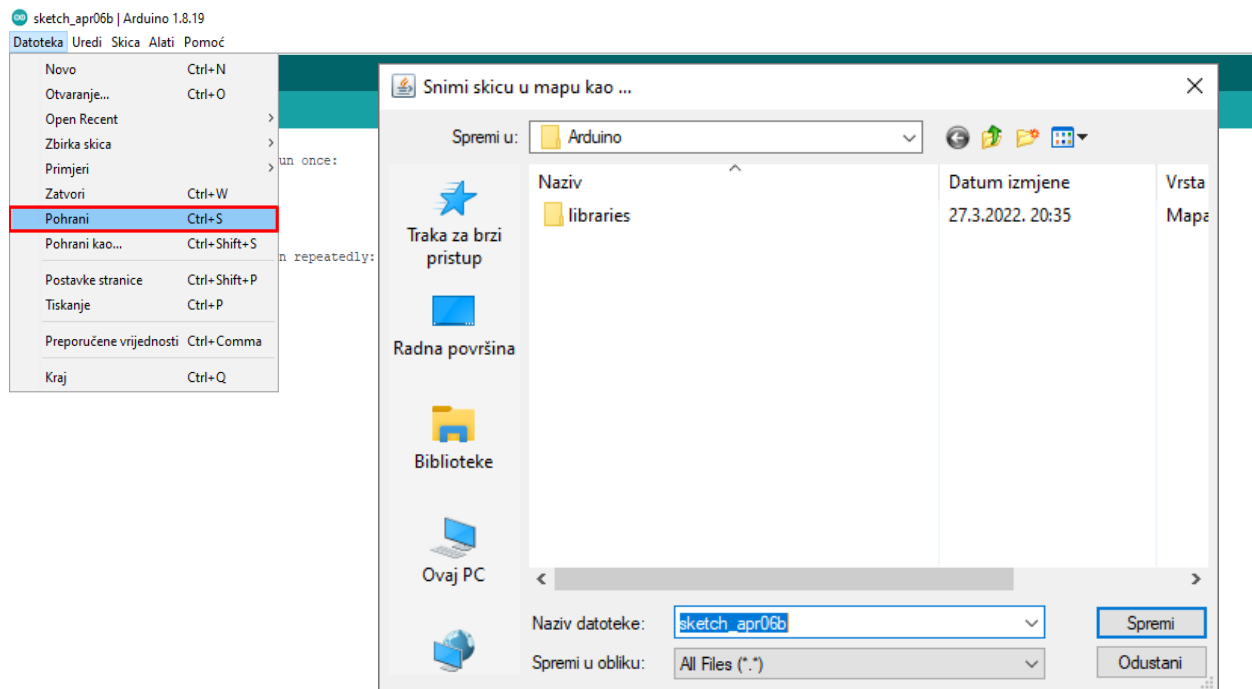 sketch_apr06b | Arduino 1.8.19
Datoteka Uredi Skica Alati Pomoć
Novo Ctrl+N
Otvaranje... Ctrl+O
Open Recent
Zbirka skica
Primjeri
Zatvori Ctrl+W
Pohrani Ctrl+S
Pohrani kao... Ctrl+Shift+S
Postavke stranice Ctrl+Shift+P
Tiskanje Ctrl+P
Preporučene vrijednosti Ctrl+Comma
Kraj Ctrl+Q
un once:
n repeatedly:
Snimi skicu u mapu kao ...
Spremi u: Arduino
Naziv Datum izmjene Vrsta
libraries 27.3.2022. 20:35 Mapa
Traka za brzi
pristup
Radna površina
Biblioteke
Ovaj PC
Naziv datoteke: sketch_apr06b Spremi
Spremi u obliku: All Files (*.*) Odustani